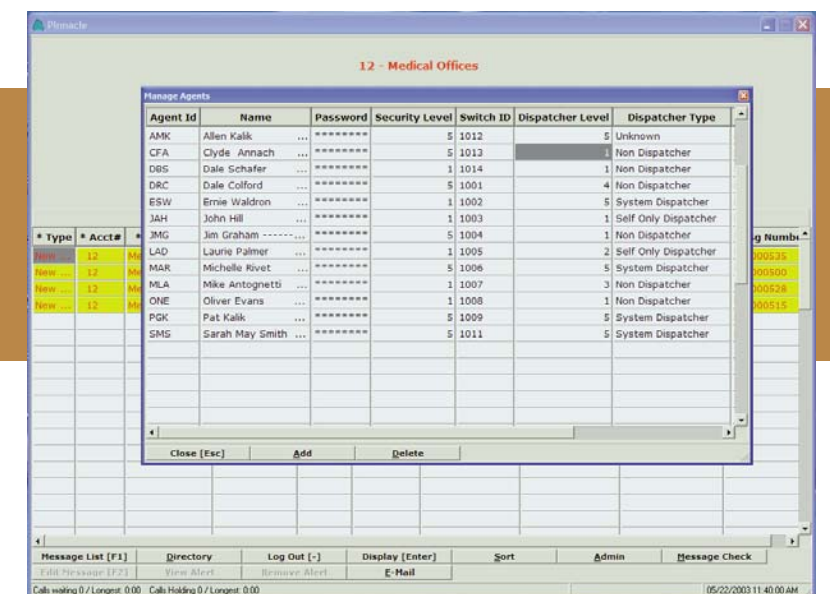 Pinnacle
12 - Medical Offices
Manage Agents
Agent Id Name Password Security Level Switch ID Dispatcher Level Dispatcher Type
AMK Allen Kalik ... ******** 5 1012 5 Unknown
CFA Clyde Annach ... ******** 5 1013 1 Non Dispatcher
DBS Dale Schafer ... ******** 1 1014 1 Non Dispatcher
DRC Dale Colford ... ******** 5 1001 4 Non Dispatcher
ESW Ernie Waldron ... ******** 1 1002 5 System Dispatcher
JAH John Hill ... ******** 1 1003 1 Self Only Dispatcher
JMG Jim Graham ------... ******** 5 1004 1 Non Dispatcher
LAD Laurie Palmer ... ******** 1 1005 2 Self Only Dispatcher
MAR Michelle Rivet ... ******** 5 1006 5 System Dispatcher
MLA Mike Antognetti ... ******** 1 1007 3 Non Dispatcher
ONE Oliver Evans ... ******** 1 1008 1 Non Dispatcher
PGK Pat Kalik ... ******** 5 1009 5 System Dispatcher
SMS Sarah May Smith ... ******** 5 1011 5 System Dispatcher
Close [Esc] Add Delete
* Type * Acct# * g Numbe
New ... 12 Me 000535
New ... 12 Me 000500
New ... 12 Me 000528
New ... 12 Me 000515
Message List [F1] Directory Log Out [-] Display [Enter] Sort Admin Message Check
Edit Message [F2] View Alert Remove Alert E-Mail
Calls waiting 0 / Longest 0:00 Calls Holding 0 / Longest 0:00 05/22/2003 11:40:00 AM